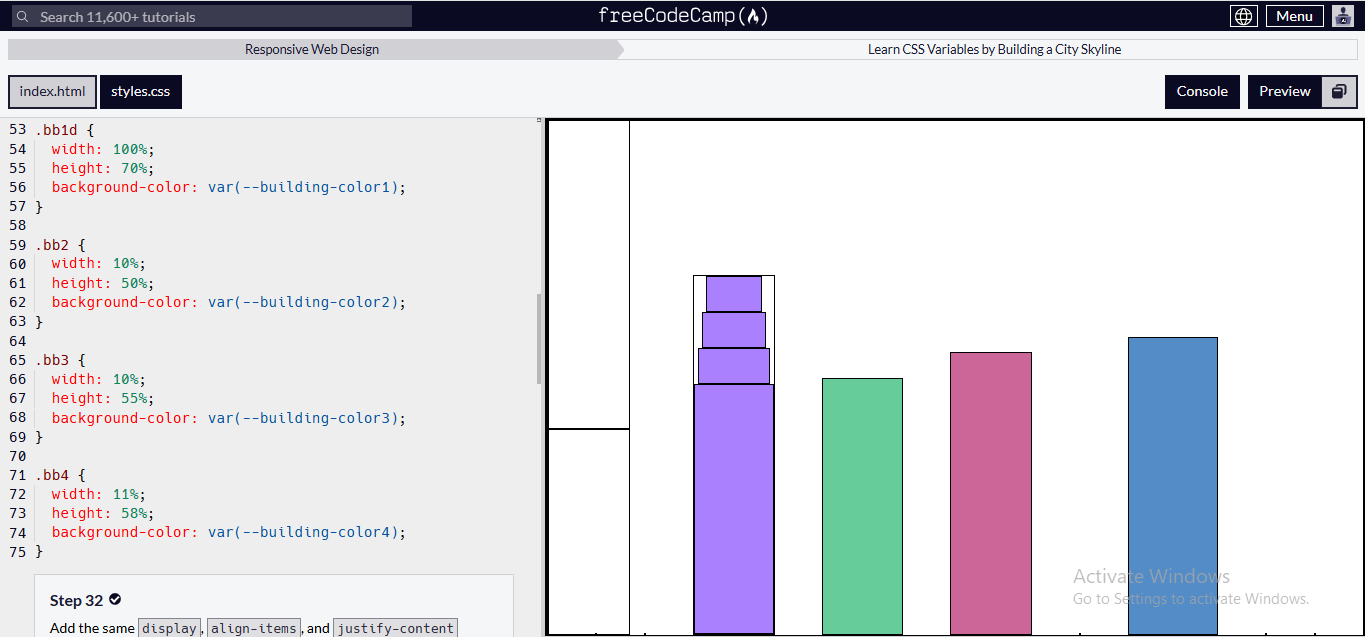 Search 11,600+ tutorials
freeCodeCamp
Menu
Responsive Web Design
Learn CSS Variables by Building a City Skyline
index.html
styles.css
Console
Preview
53 .bb1d {
54 width: 100%;
55 height: 70%;
56 background-color: var(--building-color1);
57 }
58
59 .bb2 {
60 width: 10%;
61 height: 50%;
62 background-color: var(--building-color2);
63 }
64
65 .bb3 {
66 width: 10%;
67 height: 55%;
68 background-color: var(--building-color3);
69 }
70
71 .bb4 {
72 width: 11%;
73 height: 58%;
74 background-color: var(--building-color4);
75 }
Step 32
Add the same display, align-items, and justify-content
Activate Windows
Go to Settings to activate Windows.